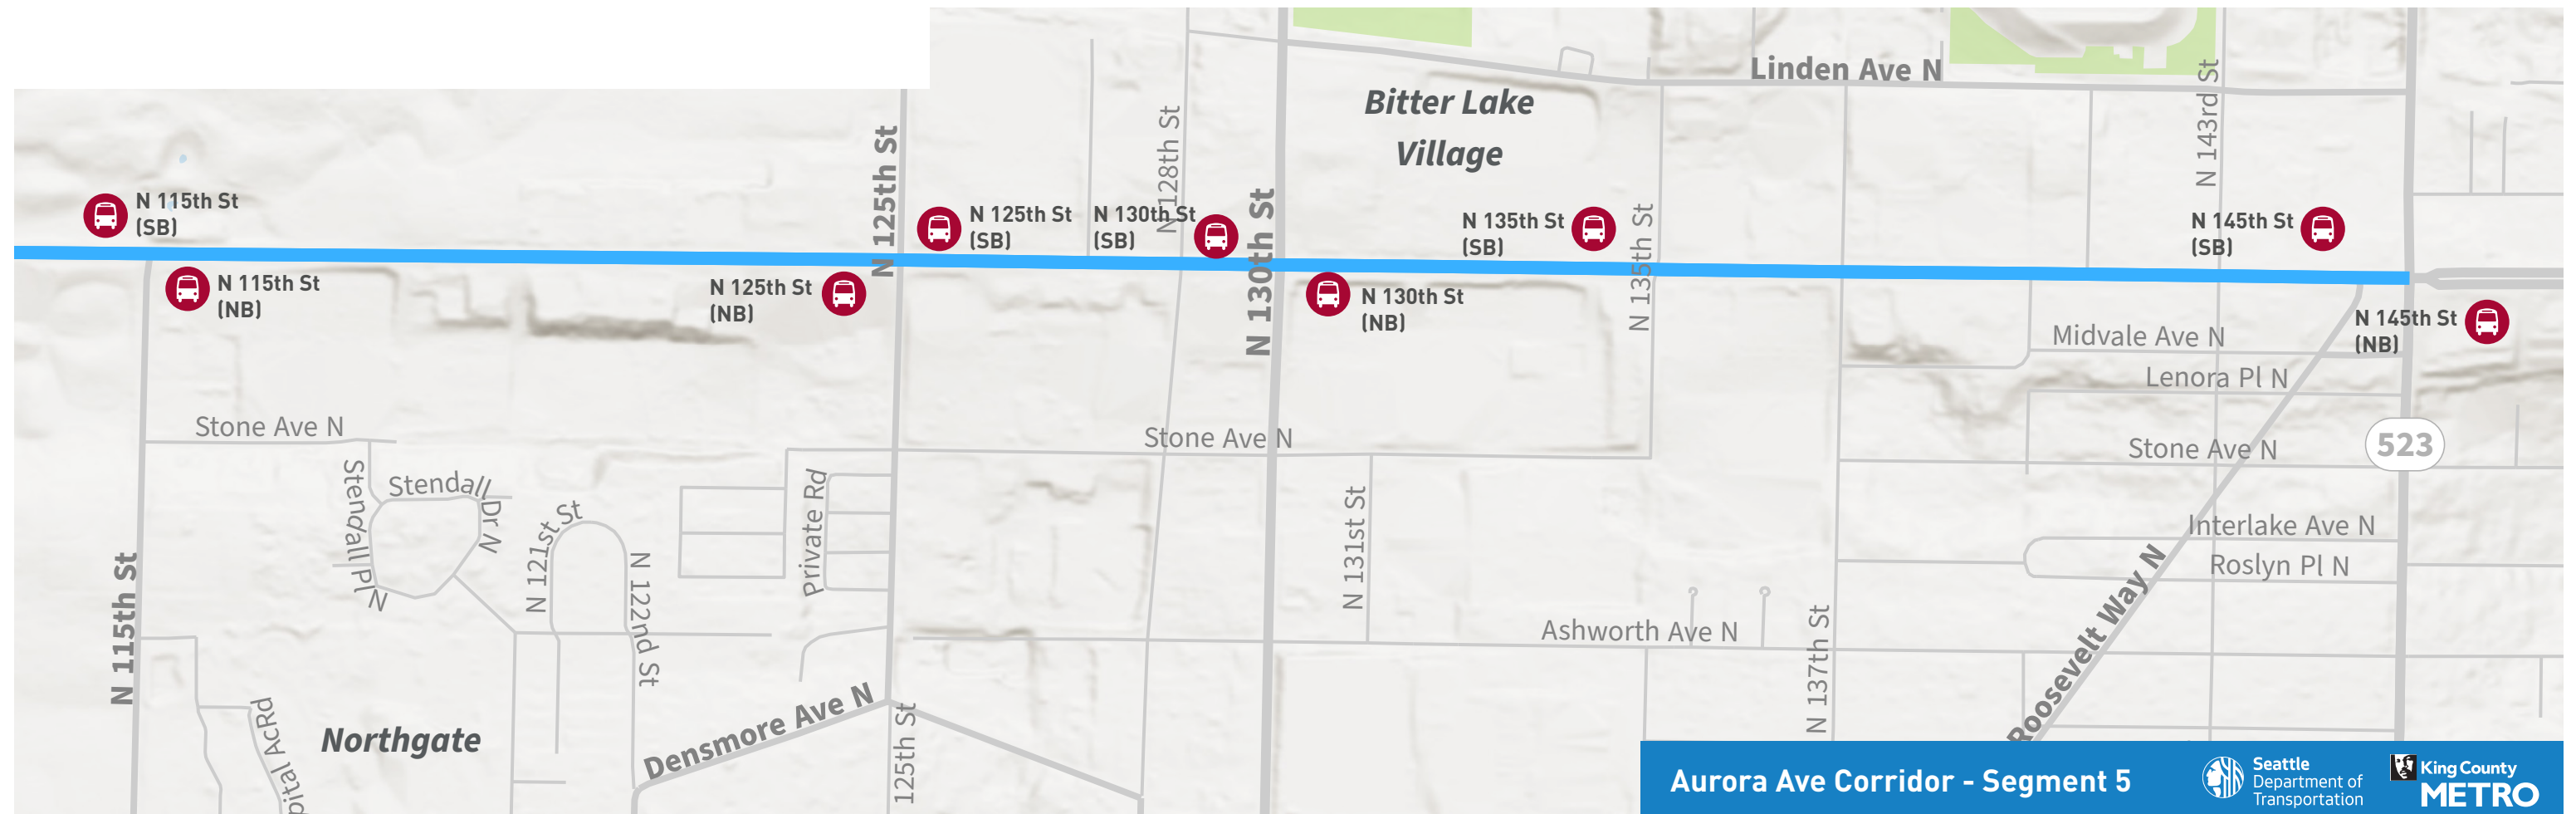 Linden Ave N
Bitter Lake
Village
N 143rd St
N 128th St
N 125th St
N 115th St
(SB)
N 125th St
(SB)
N 130th St
(SB)
N 130th St
N 135th St
(SB)
N 135th St
N 145th St
(SB)
N 115th St
(NB)
N 125th St
(NB)
N 130th St
(NB)
N 145th St
(NB)
Midvale Ave N
Lenora Pl N
Stone Ave N
Stone Ave N
Stone Ave N
523
Stendall Pl N
Stendall Dr N
N 121st St
N 122nd St
Private Rd
N 131st St
Interlake Ave N
Roslyn Pl N
N 115th St
Ashworth Ave N
N 137th St
Roosevelt Way N
Northgate
Densmore Ave N
125th St
pital AcRd
Aurora Ave Corridor - Segment 5
Seattle
Department of
Transportation
King County
METRO